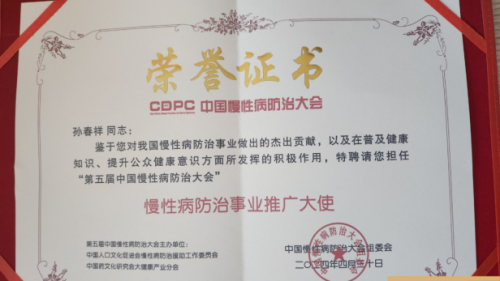 荣誉证书
CDPC 中国慢性病防治大会
孙春祥 同志：
鉴于您对我国慢性病防治事业做出的杰出贡献，以及在普及健康
知识、提升公众健康意识方面所发挥的积极作用，特聘请您担任
“第五届中国慢性病防治大会”
慢性病防治事业推广大使
第五届中国慢性病防治大会主办单位：
中国人口文化促进会慢性病防治援助工作委员会
中国药文化研究会大健康产业分会
中国慢性病防治大会组委会
二〇二四年四月三十日